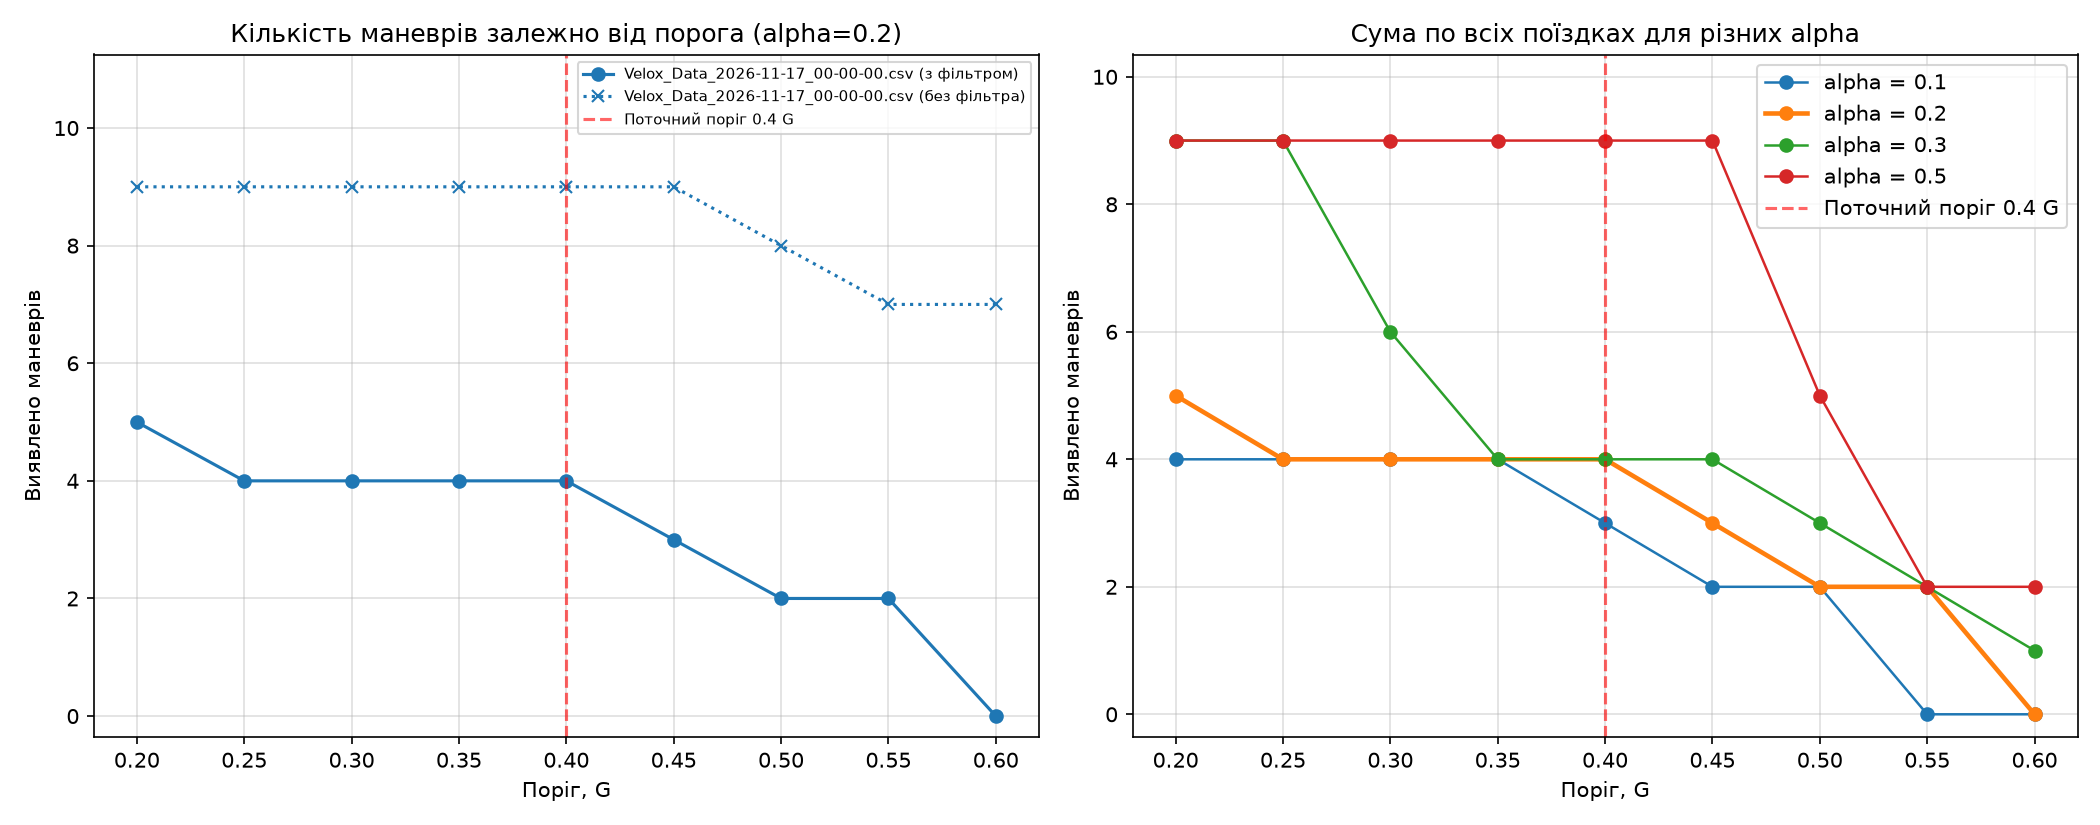 Кількість маневрів залежно від порога (alpha=0.2)
Виявлено маневрів
10
8
6
4
2
0
Velox_Data_2026-11-17_00-00-00.csv (з фільтром)
Velox_Data_2026-11-17_00-00-00.csv (без фільтра)
Поточний поріг 0.4 G
0.20 0.25 0.30 0.35 0.40 0.45 0.50 0.55 0.60
Поріг, G
Сума по всіх поїздках для різних alpha
Виявлено маневрів
10
8
6
4
2
0
alpha = 0.1
alpha = 0.2
alpha = 0.3
alpha = 0.5
Поточний поріг 0.4 G
0.20 0.25 0.30 0.35 0.40 0.45 0.50 0.55 0.60
Поріг, G